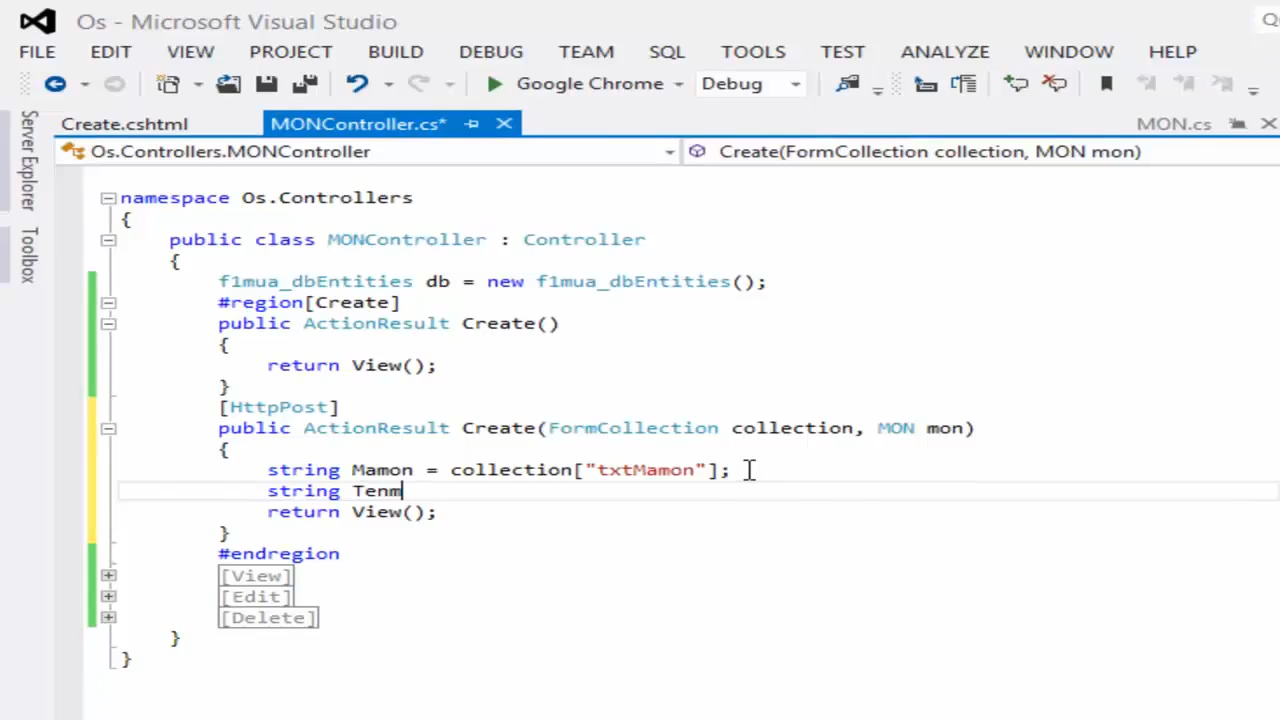 Os - Microsoft Visual Studio
FILE EDIT VIEW PROJECT BUILD DEBUG TEAM SQL TOOLS TEST ANALYZE WINDOW HELP
Google Chrome Debug
Server Explorer
Toolbox
Create.cshtml MONController.cs* MON.cs
Os.Controllers.MONController Create(FormCollection collection, MON mon)
namespace Os.Controllers
{
public class MONController : Controller
{
f1mua_dbEntities db = new f1mua_dbEntities();
#region[Create]
public ActionResult Create()
{
return View();
}
[HttpPost]
public ActionResult Create(FormCollection collection, MON mon)
{
string Mamon = collection["txtMamon"];
string Tenm
return View();
}
#endregion
[View]
[Edit]
[Delete]
}
}